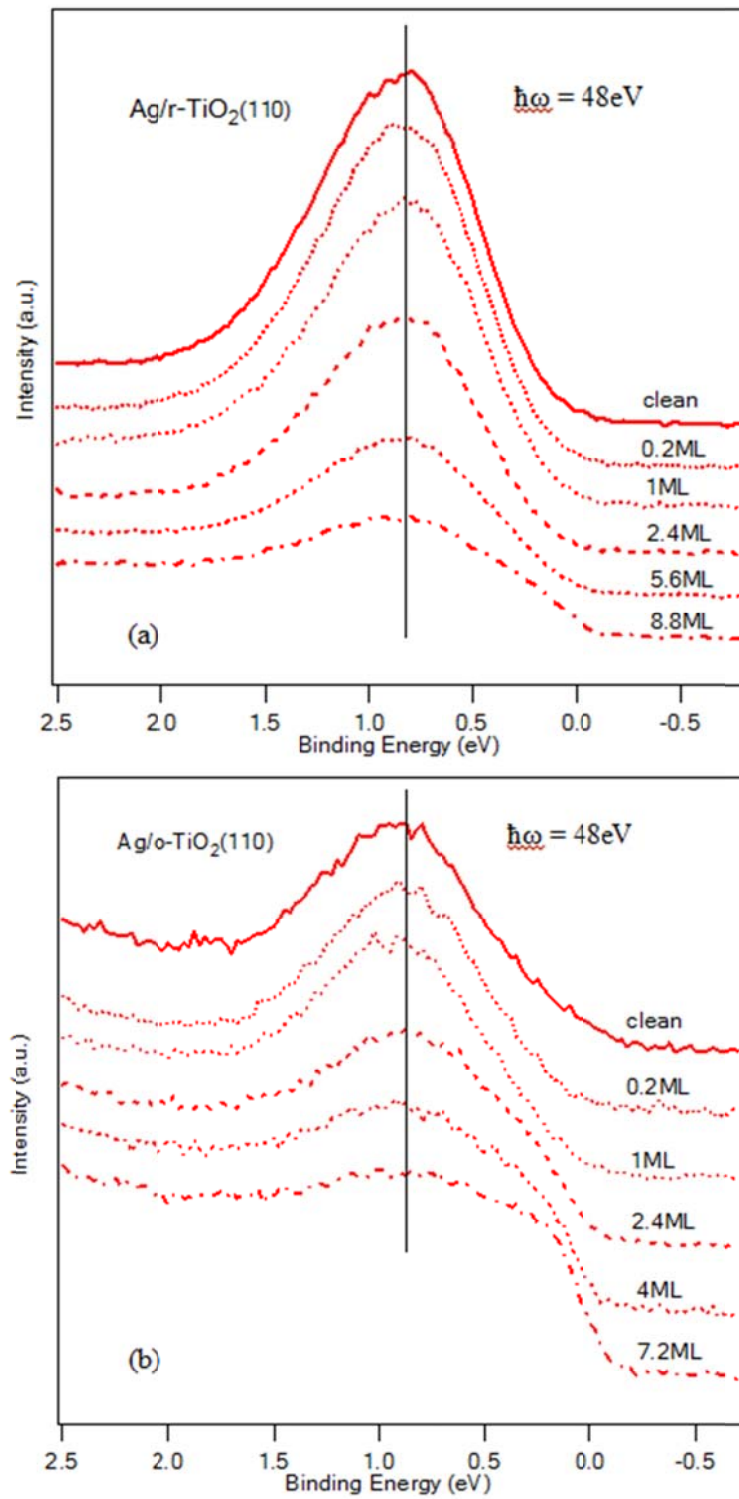 Ag/r-TiO₂(110)
ħω = 48eV
Intensity (a.u.)
clean
0.2ML
1ML
2.4ML
5.6ML
8.8ML
(a)
2.5 2.0 1.5 1.0 0.5 0.0 -0.5
Binding Energy (eV)
Ag/o-TiO₂(110)
ħω = 48eV
Intensity (a.u.)
clean
0.2ML
1ML
2.4ML
4ML
7.2ML
(b)
2.5 2.0 1.5 1.0 0.5 0.0 -0.5
Binding Energy (eV)